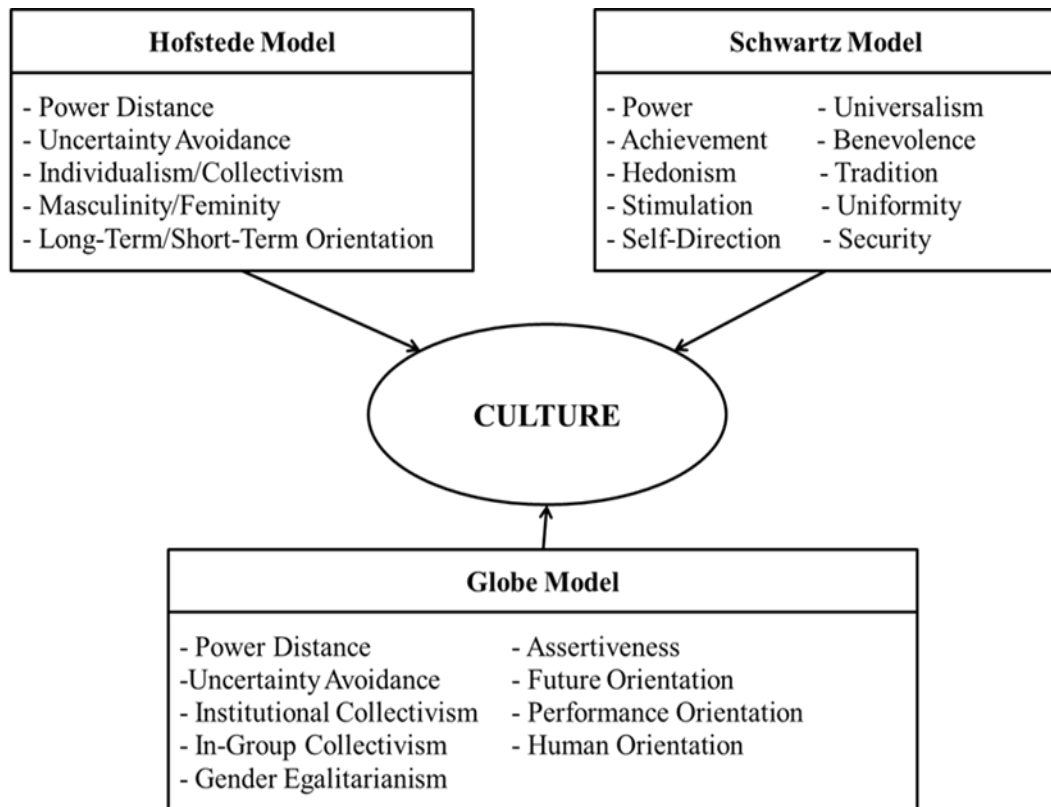 Hofstede Model
- Power Distance
- Uncertainty Avoidance
- Individualism/Collectivism
- Masculinity/Feminity
- Long-Term/Short-Term Orientation
Schwartz Model
- Power
- Achievement
- Hedonism
- Stimulation
- Self-Direction
- Universalism
- Benevolence
- Tradition
- Uniformity
- Security
CULTURE
Globe Model
- Power Distance
-Uncertainty Avoidance
- Institutional Collectivism
- In-Group Collectivism
- Gender Egalitarianism
- Assertiveness
- Future Orientation
- Performance Orientation
- Human Orientation